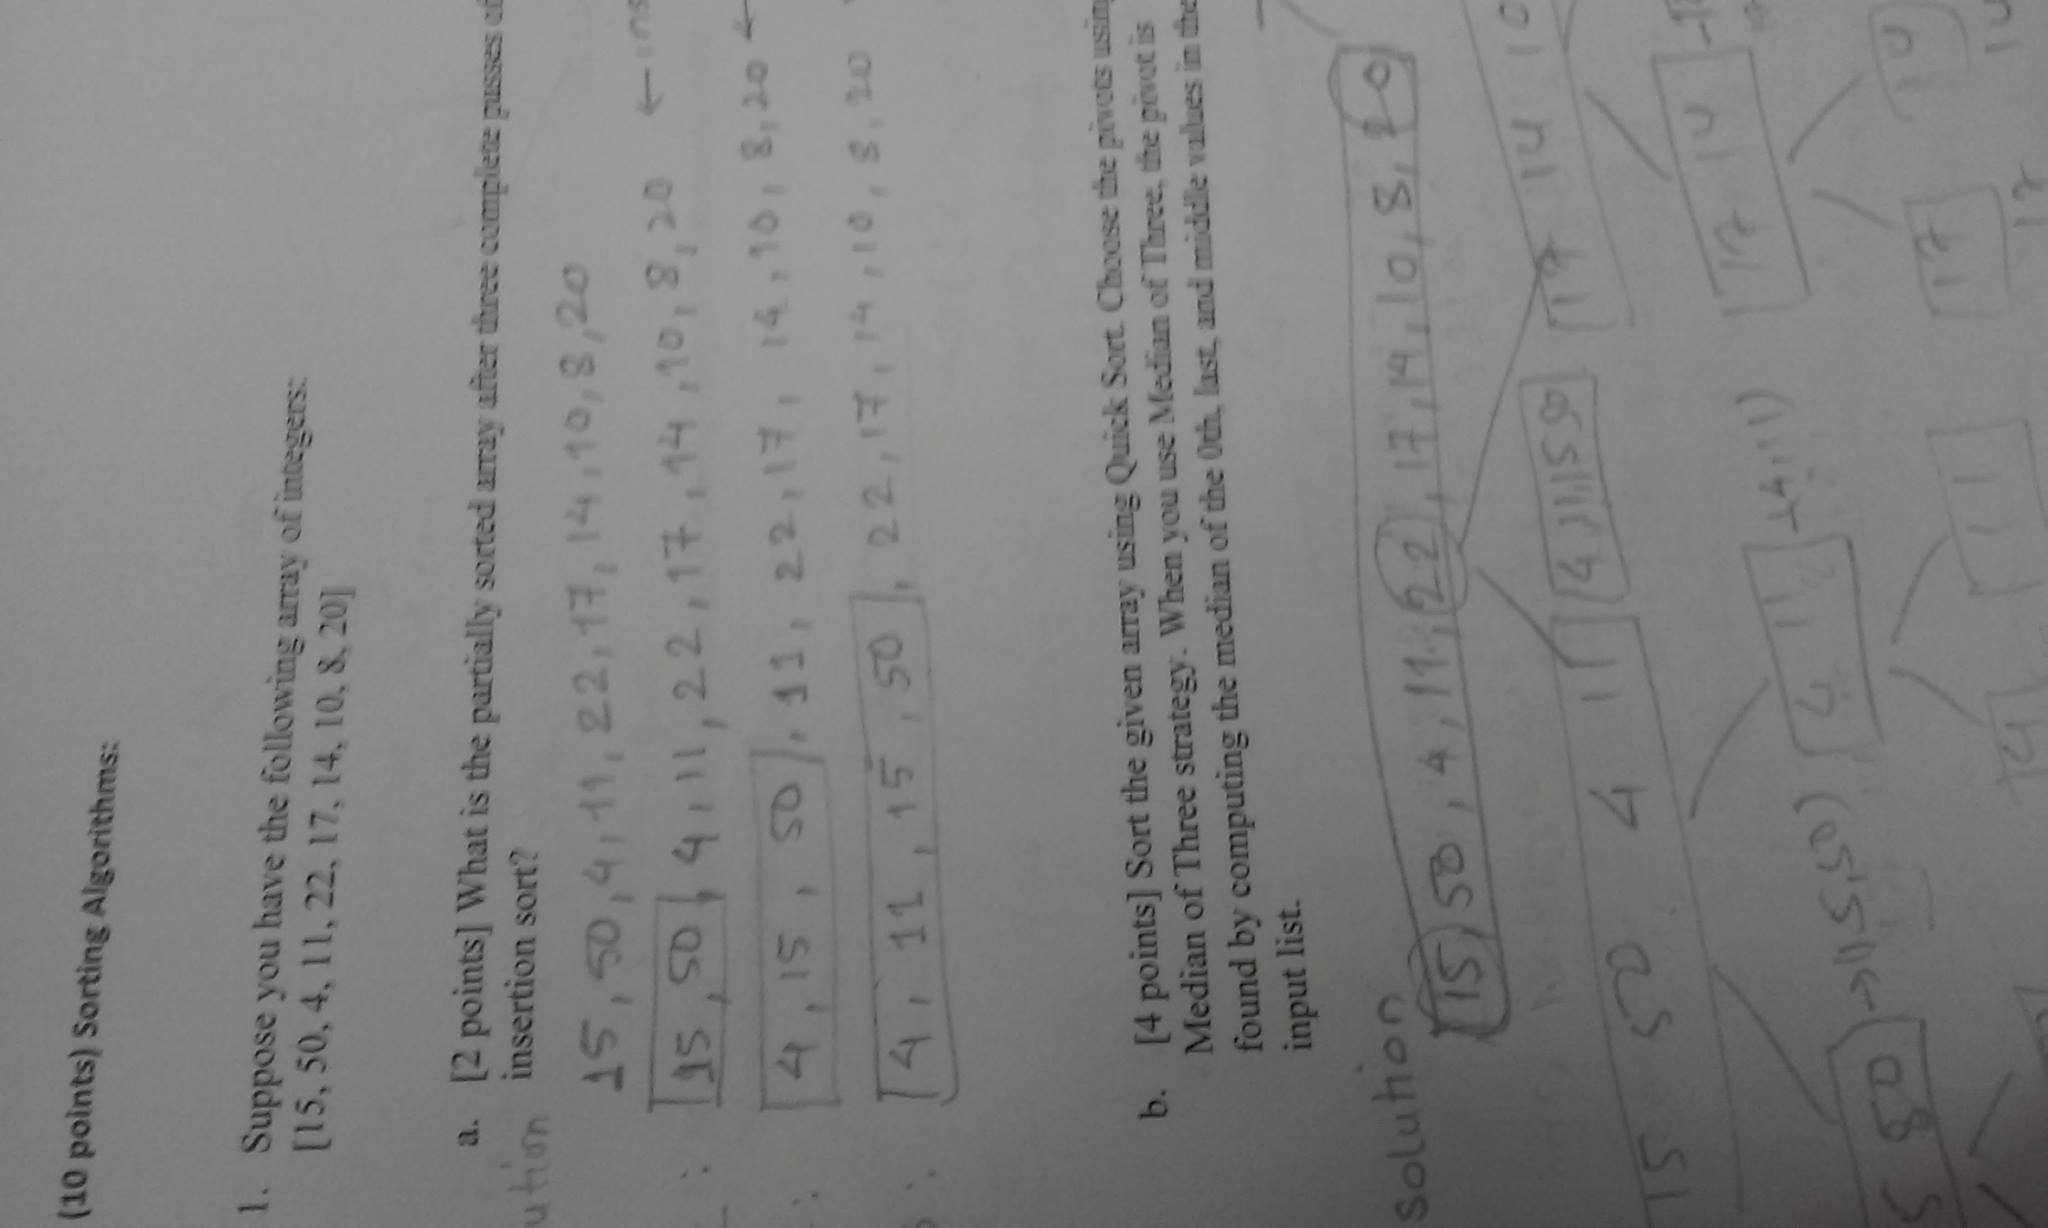 (10 points) Sorting Algorithms:
1. Suppose you have the following array of integers:
[15, 50, 4, 11, 22, 17, 14, 10, 8, 20]
a. [2 points] What is the partially sorted array after three complete passes of
insertion sort?
ution
15, 50, 4, 11, 22, 17, 14, 10, 8, 20
: 15, 50, 4, 11, 22, 17, 14, 10, 8, 20 ← ins
: 4, 15, 50, 11, 22, 17, 14, 10, 8, 20 ←
: 4, 11, 15, 50, 22, 17, 14, 10, 8, 20
b. [4 points] Sort the given array using Quick Sort. Choose the pivots using
Median of Three strategy. When you use Median of Three, the pivot is
found by computing the median of the 0th, last, and middle values in the
input list.
Solution
15, 50, 4, 11, 22, 17, 14, 10, 8, 20
15 50 4 11 4, 11, 15 50 17 14 10
5 50 → (15, 50) 4 11 → 4, 11) 17 14
4 11 17 14
17 14